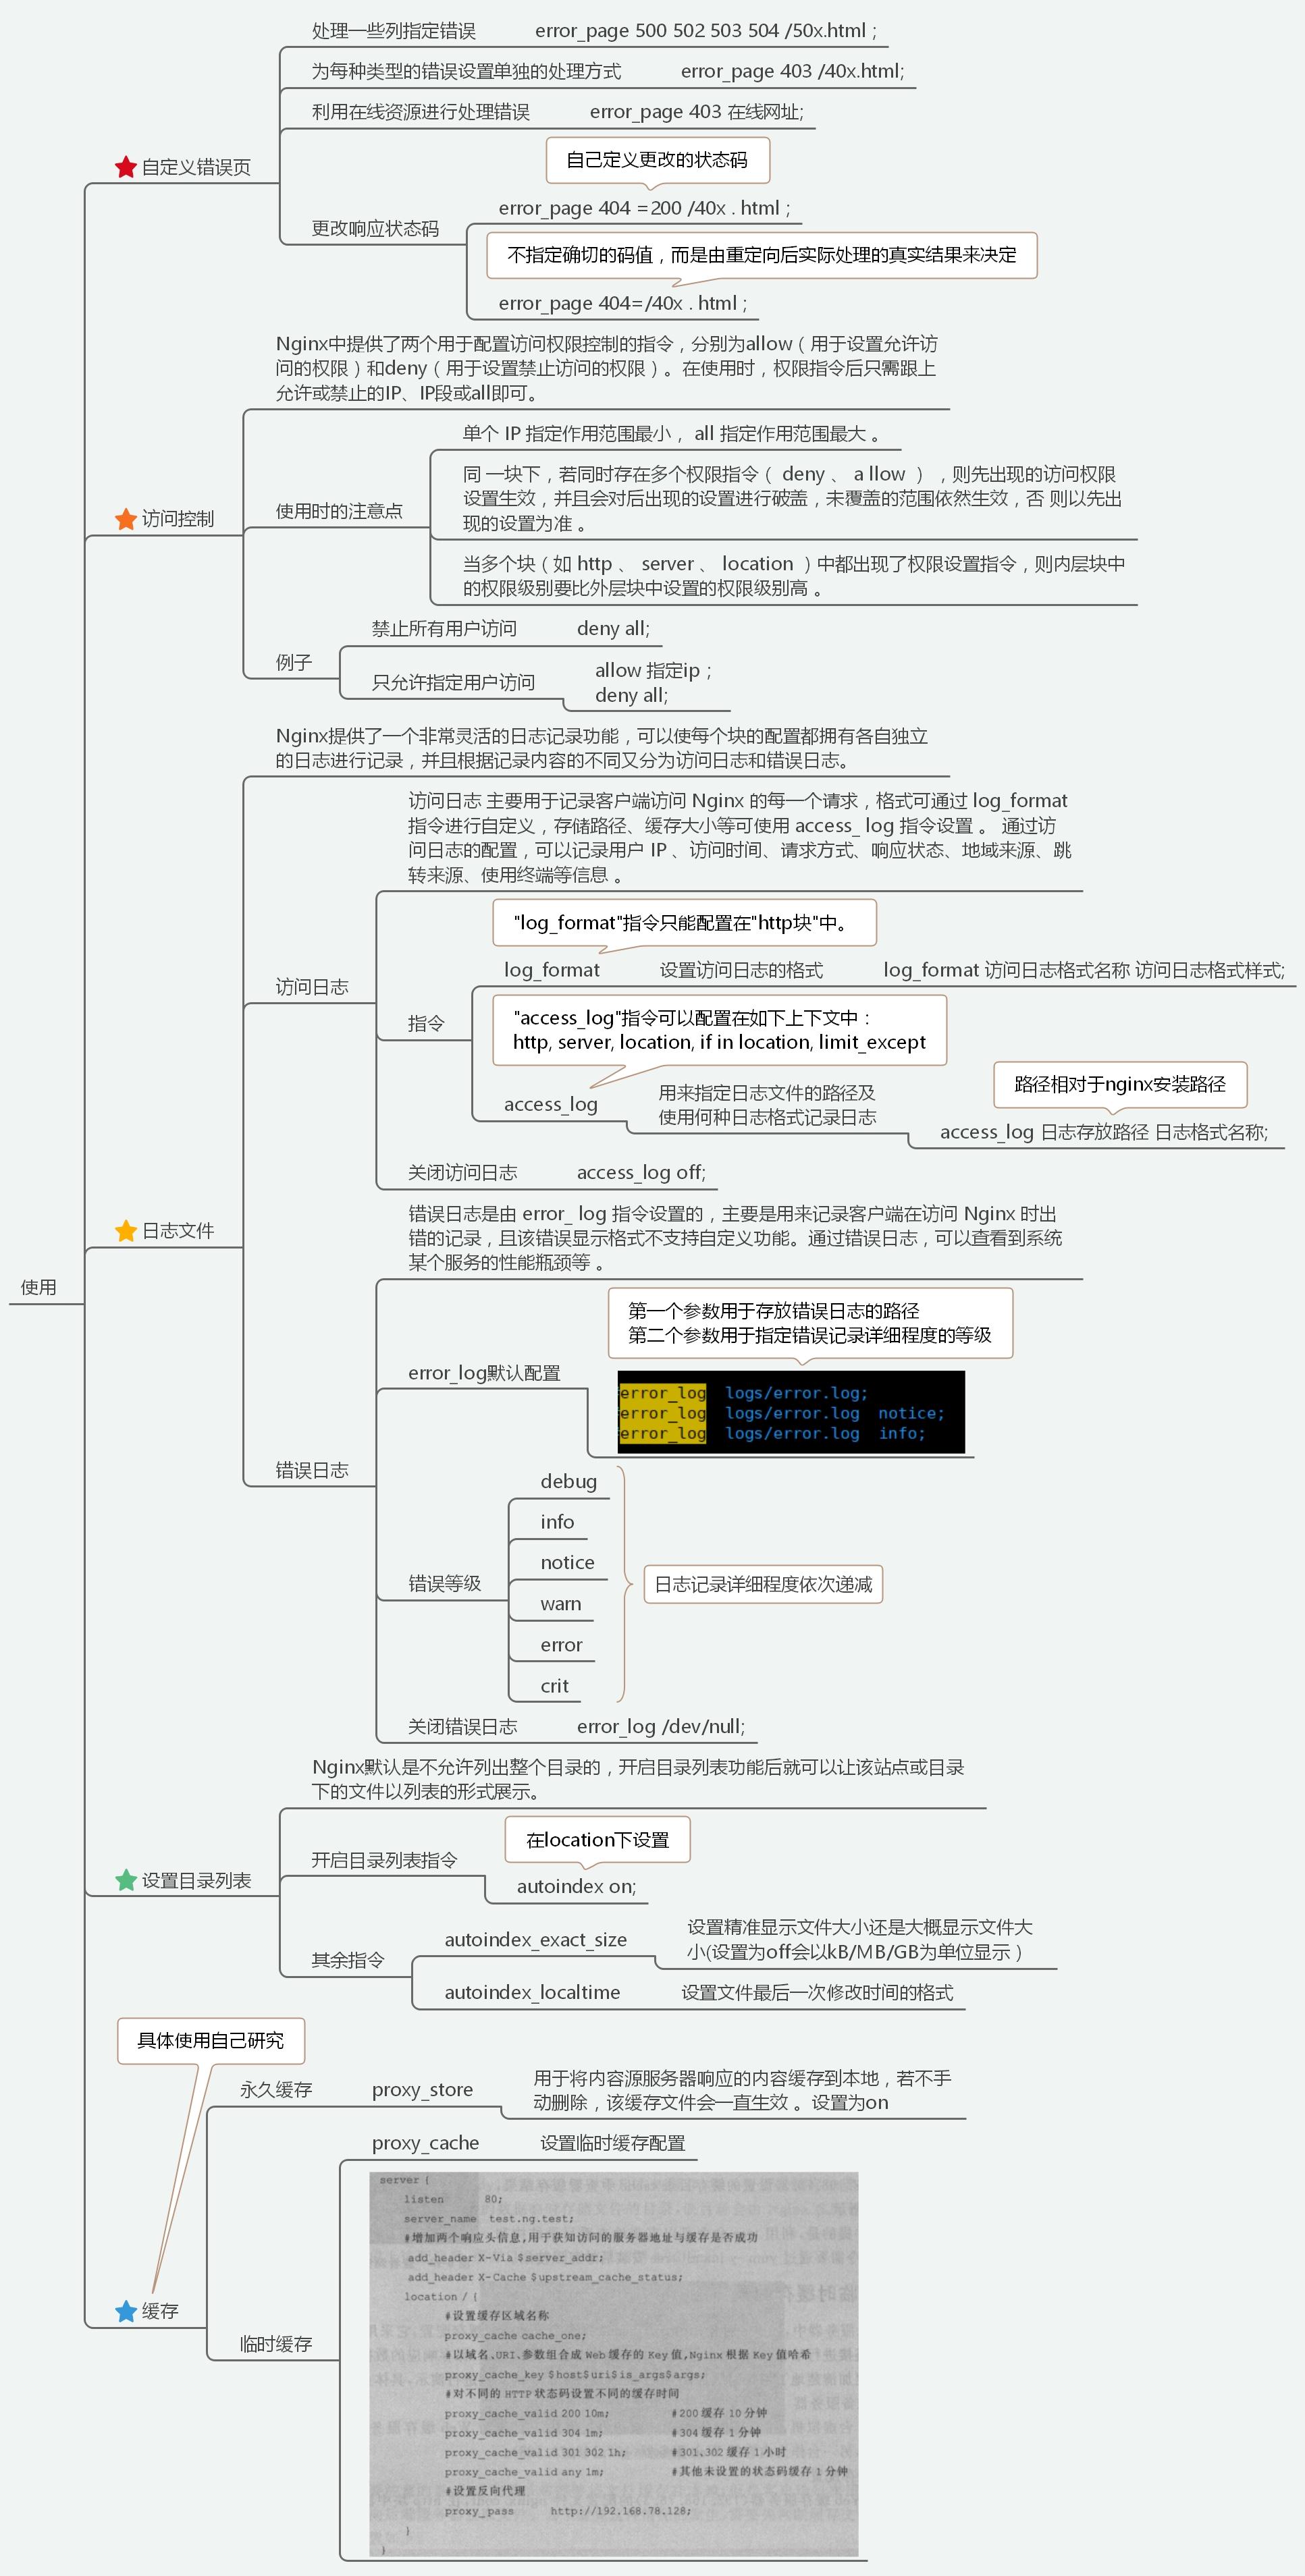 处理一些列指定错误 error_page 500 502 503 504 /50x.html ;
为每种类型的错误设置单独的处理方式 error_page 403 /40x.html;
利用在线资源进行处理错误 error_page 403 在线网址;
自定义错误页
自己定义更改的状态码
error_page 404 =200 /40x . html ;
更改响应状态码
不指定确切的码值，而是由重定向后实际处理的真实结果来决定
error_page 404=/40x . html ;
Nginx中提供了两个用于配置访问权限控制的指令，分别为allow（用于设置允许访
问的权限）和deny（用于设置禁止访问的权限）。在使用时，权限指令后只需跟上
允许或禁止的IP、IP段或all即可。
单个 IP 指定作用范围最小， all 指定作用范围最大 。
同 一块下，若同时存在多个权限指令（ deny 、 a llow ），则先出现的访问权限
设置生效，并且会对后出现的设置进行破盖，未覆盖的范围依然生效，否 则以先出
现的设置为准 。
使用时的注意点
访问控制
当多个块（如 http 、 server 、 location ）中都出现了权限设置指令，则内层块中
的权限级别要比外层块中设置的权限级别高 。
禁止所有用户访问 deny all;
例子
只允许指定用户访问
allow 指定ip；
deny all;
Nginx提供了一个非常灵活的日志记录功能，可以使每个块的配置都拥有各自独立
的日志进行记录，并且根据记录内容的不同又分为访问日志和错误日志。
访问日志 主要用于记录客户端访问 Nginx 的每一个请求，格式可通过 log_format
指令进行自定义，存储路径、缓存大小等可使用 access_ log 指令设置 。 通过访
问日志的配置，可以记录用户 IP 、访问时间、请求方式、响应状态、地域来源、跳
转来源、使用终端等信息 。
"log_format"指令只能配置在"http块"中。
log_format 设置访问日志的格式 log_format 访问日志格式名称 访问日志格式样式;
访问日志
指令
"access_log"指令可以配置在如下上下文中：
http, server, location, if in location, limit_except
路径相对于nginx安装路径
access_log
用来指定日志文件的路径及
使用何种日志格式记录日志
access_log 日志存放路径 日志格式名称;
关闭访问日志 access_log off;
日志文件
使用
错误日志是由 error_ log 指令设置的，主要是用来记录客户端在访问 Nginx 时出
错的记录，且该错误显示格式不支持自定义功能。通过错误日志，可以查看到系统
某个服务的性能瓶颈等 。
第一个参数用于存放错误日志的路径
第二个参数用于指定错误记录详细程度的等级
error_log默认配置
error_log logs/error.log;
error_log logs/error.log notice;
error_log logs/error.log info;
错误日志
debug
info
notice
错误等级
日志记录详细程度依次递减
warn
error
crit
关闭错误日志 error_log /dev/null;
Nginx默认是不允许列出整个目录的，开启目录列表功能后就可以让该站点或目录
下的文件以列表的形式展示。
在location下设置
开启目录列表指令
autoindex on;
设置目录列表
autoindex_exact_size
设置精准显示文件大小还是大概显示文件大
小(设置为off会以kB/MB/GB为单位显示）
其余指令
autoindex_localtime 设置文件最后一次修改时间的格式
具体使用自己研究
永久缓存 proxy_store
用于将内容源服务器响应的内容缓存到本地，若不手
动删除，该缓存文件会一直生效 。设置为on
proxy_cache 设置临时缓存配置
缓存
临时缓存
server {
listen 80;
server_name test.ng.test;
#增加两个响应头信息,用于获知访问的服务器地址与缓存是否成功
add_header X-Via $server_addr;
add_header X-Cache $upstream_cache_status;
location / {
#设置缓存区域名称
proxy_cache cache_one;
#以域名、URI、参数组合成 Web 缓存的 Key 值,Nginx 根据 Key 值哈希
proxy_cache_key $host$uri$is_args$args;
#对不同的 HTTP 状态码设置不同的缓存时间
proxy_cache_valid 200 10m; #200 缓存 10 分钟
proxy_cache_valid 304 1m; #304 缓存 1 分钟
proxy_cache_valid 301 302 1h; #301、302 缓存 1 小时
proxy_cache_valid any 1m; #其他未设置的状态码缓存 1 分钟
#设置反向代理
proxy_pass http://192.168.78.128;
}
}